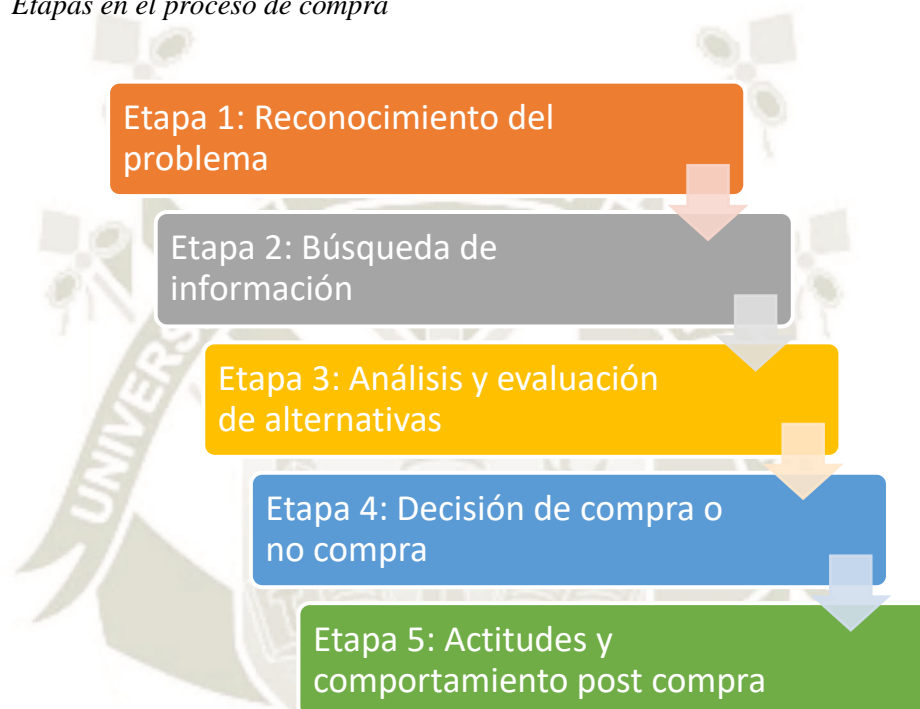 Etapas en el proceso de compra
Etapa 1: Reconocimiento del
problema
Etapa 2: Búsqueda de
información
Etapa 3: Análisis y evaluación
de alternativas
Etapa 4: Decisión de compra o
no compra
Etapa 5: Actitudes y
comportamiento post compra
UNIVERS